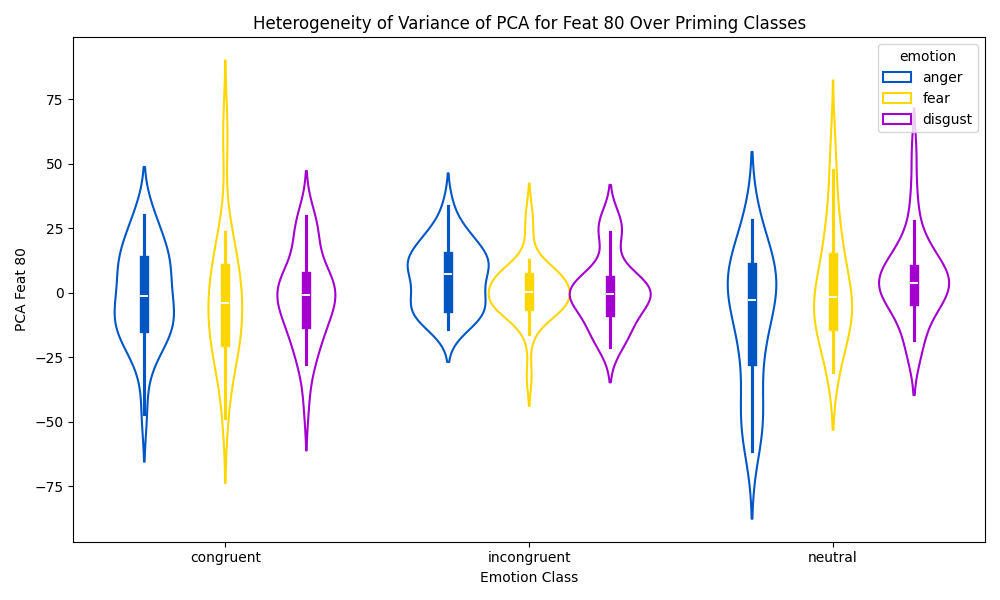 Heterogeneity of Variance of PCA for Feat 80 Over Priming Classes
emotion
anger
fear
disgust
PCA Feat 80
75
50
25
0
−25
−50
−75
congruent
incongruent
neutral
Emotion Class